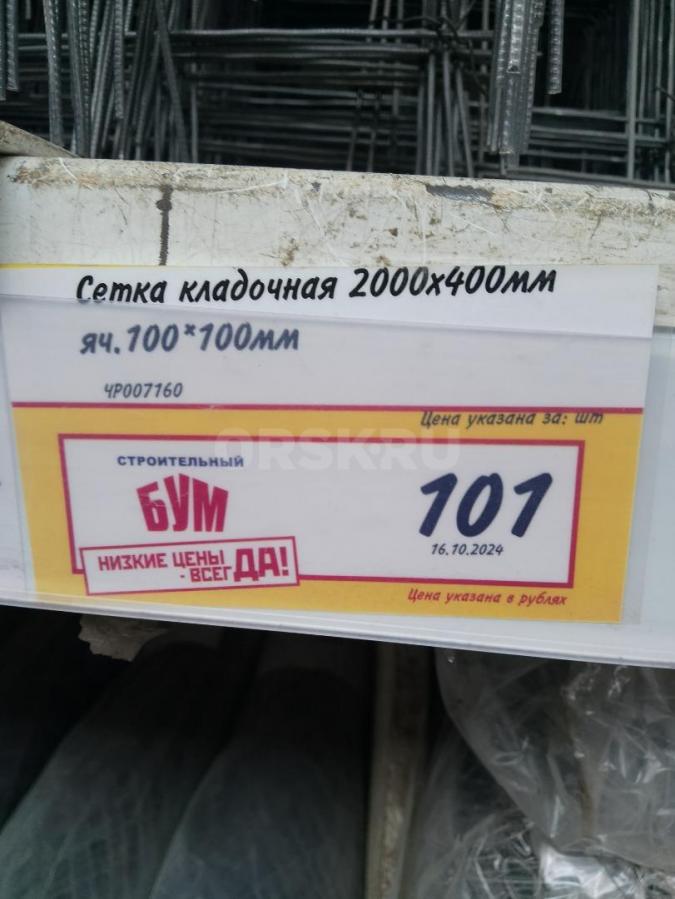 Сетка кладочная 2000х400мм
яч.100*100мм
ЧР007160
Цена указана за: шт
ORSK.RU
СТРОИТЕЛЬНЫЙ
БУМ
НИЗКИЕ ЦЕНЫ
- ВСЕГДА!
101
16.10.2024
Цена указана в рублях